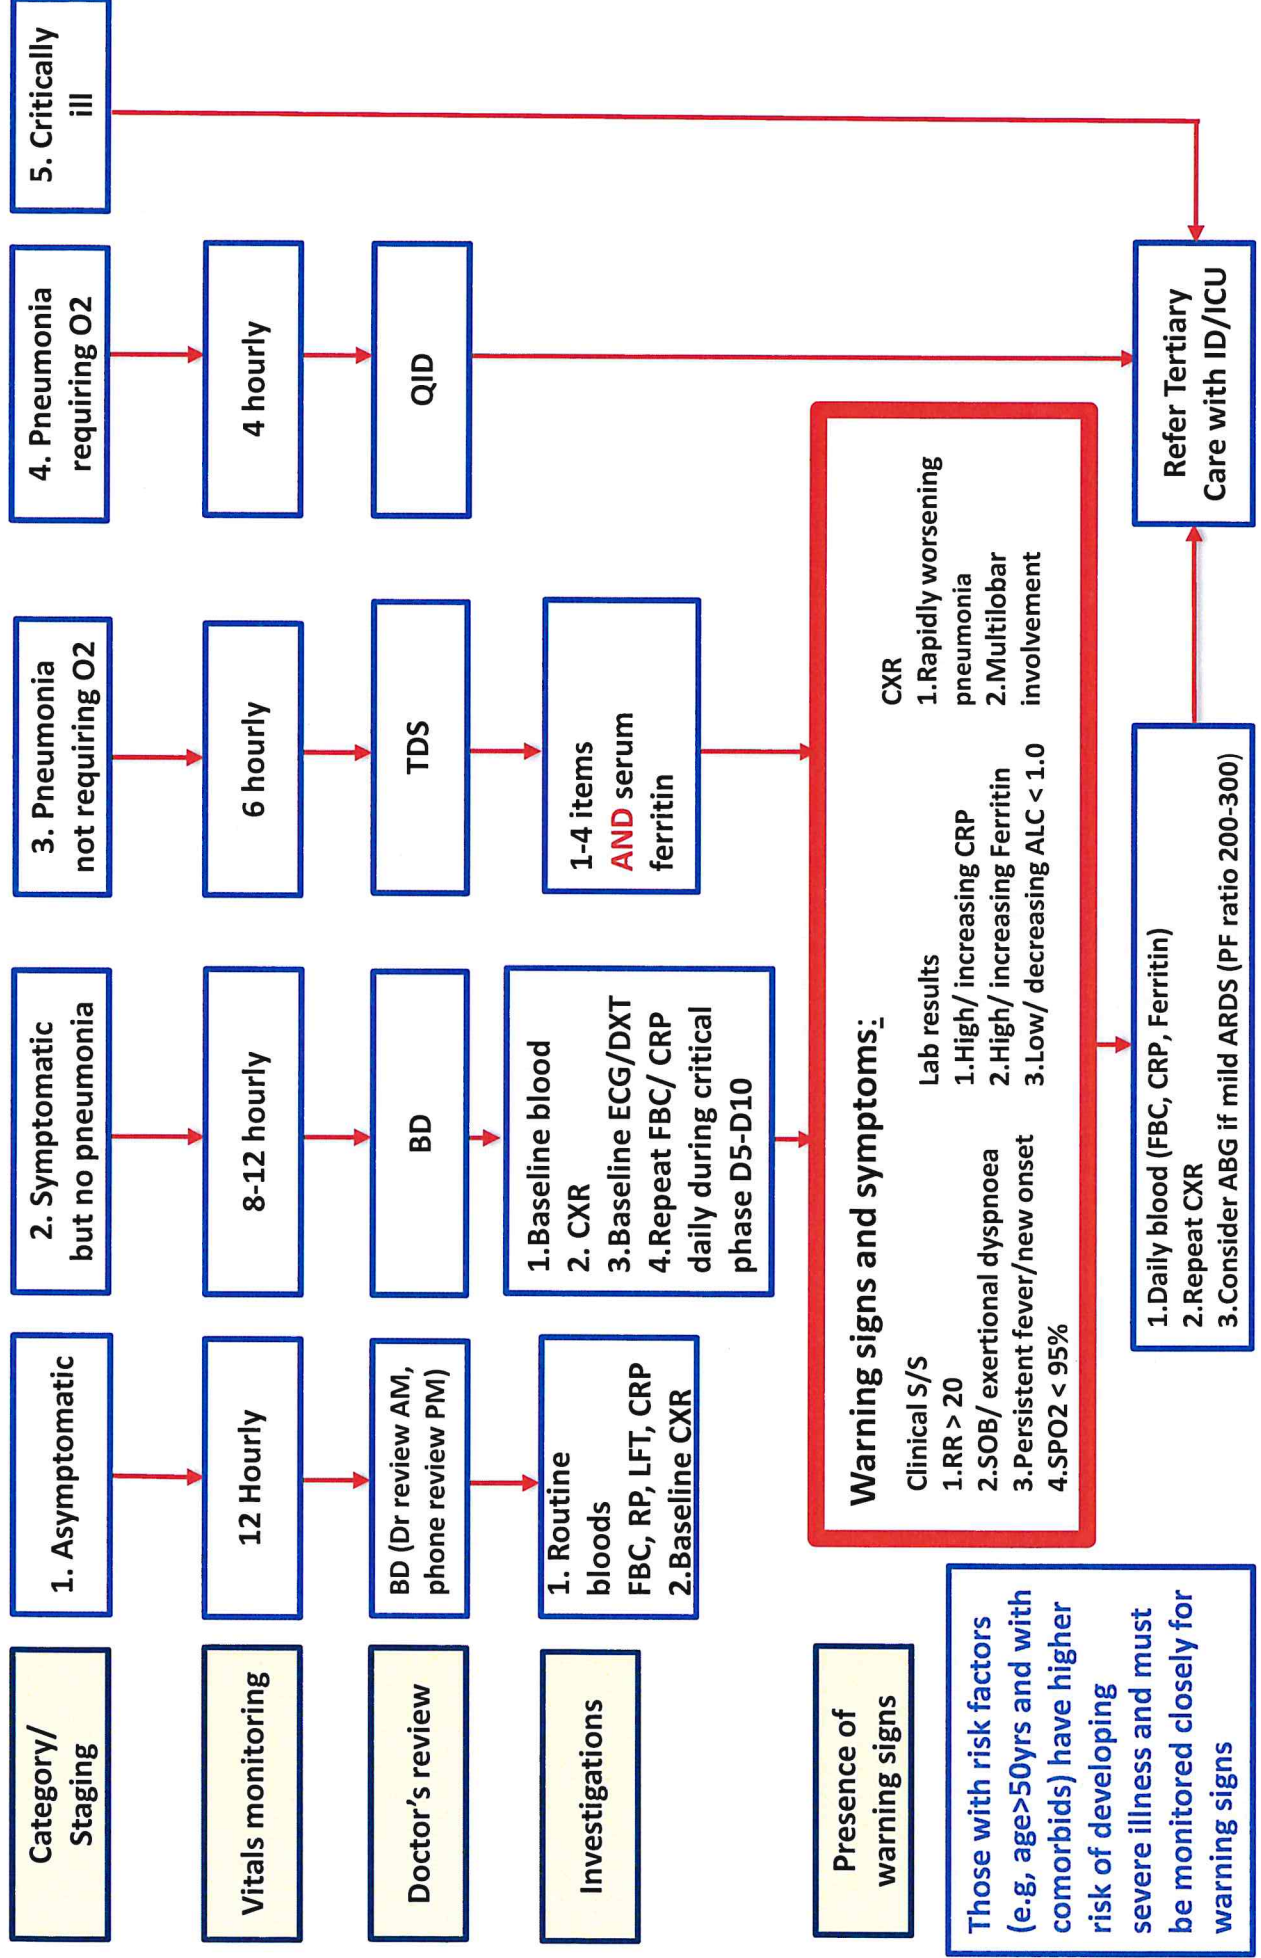 Category/
Staging
1. Asymptomatic
2. Symptomatic
but no pneumonia
3. Pneumonia
not requiring O2
4. Pneumonia
requiring O2
5. Critically
ill
Vitals monitoring
12 Hourly
8-12 hourly
6 hourly
4 hourly
Doctor's review
BD (Dr review AM,
phone review PM)
BD
TDS
QID
Investigations
1. Routine
bloods
FBC, RP, LFT, CRP
2.Baseline CXR
1.Baseline blood
2. CXR
3.Baseline ECG/DXT
4.Repeat FBC/ CRP
daily during critical
phase D5-D10
1-4 items
AND serum
ferritin
Presence of
warning signs
Warning signs and symptoms:
Clinical S/S
1.RR > 20
2.SOB/ exertional dyspnoea
3.Persistent fever/new onset
4.SPO2 < 95%
Lab results
1.High/ increasing CRP
2.High/ increasing Ferritin
3.Low/ decreasing ALC < 1.0
CXR
1.Rapidly worsening
pneumonia
2.Multilobar
involvement
Those with risk factors
(e.g, age>50yrs and with
comorbids) have higher
risk of developing
severe illness and must
be monitored closely for
warning signs
1.Daily blood (FBC, CRP, Ferritin)
2.Repeat CXR
3.Consider ABG if mild ARDS (PF ratio 200-300)
Refer Tertiary
Care with ID/ICU